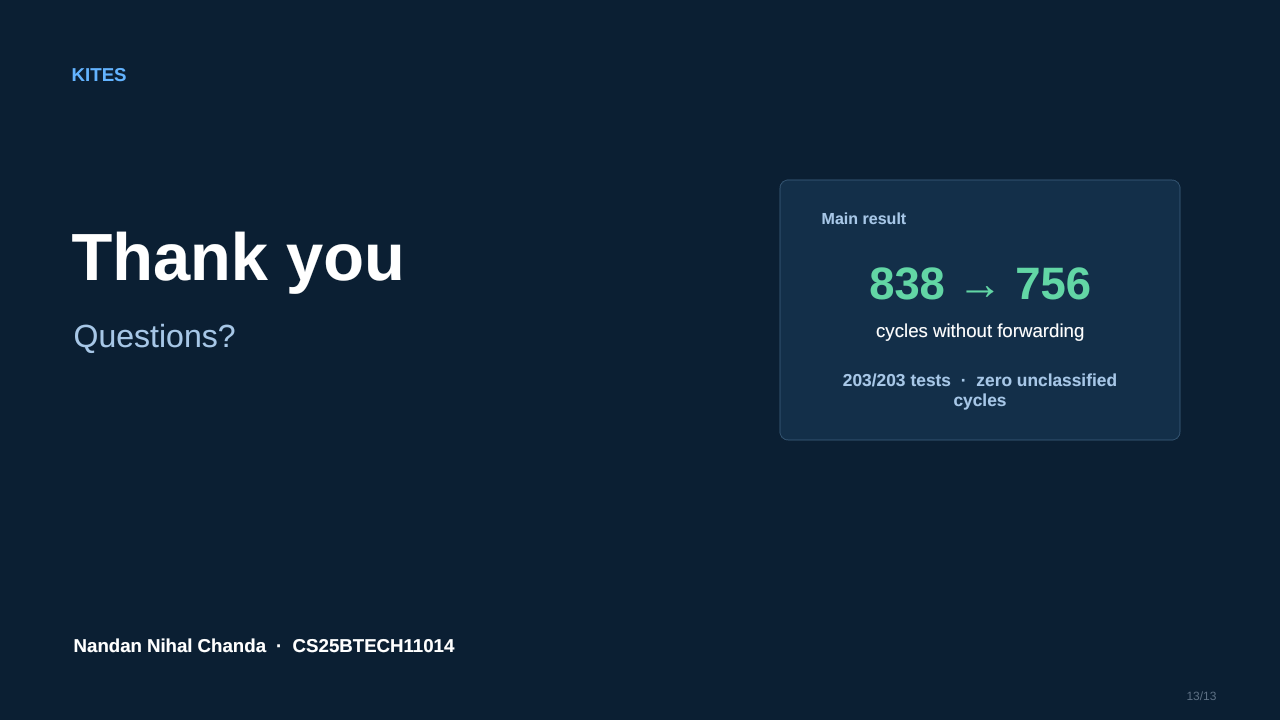 KITES
Thank you
Questions?
Main result
838 → 756
cycles without forwarding
203/203 tests · zero unclassified
cycles
Nandan Nihal Chanda · CS25BTECH11014
13/13